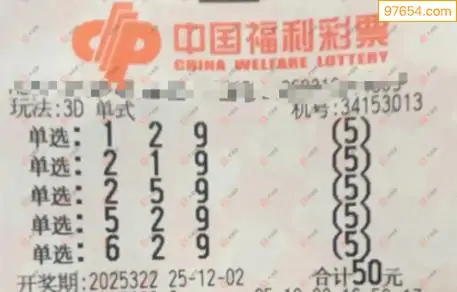 97654.com
中国福利彩票
CHINA WELFARE LOTTERY
玩法:3D 单式 机号:34153013
单选: 1 2 9 (5)
单选: 2 1 9 (5)
单选: 2 5 9 (5)
单选: 5 2 9 (5)
单选: 6 2 9 (5)
开奖期:2025322 25-12-02 合计50元